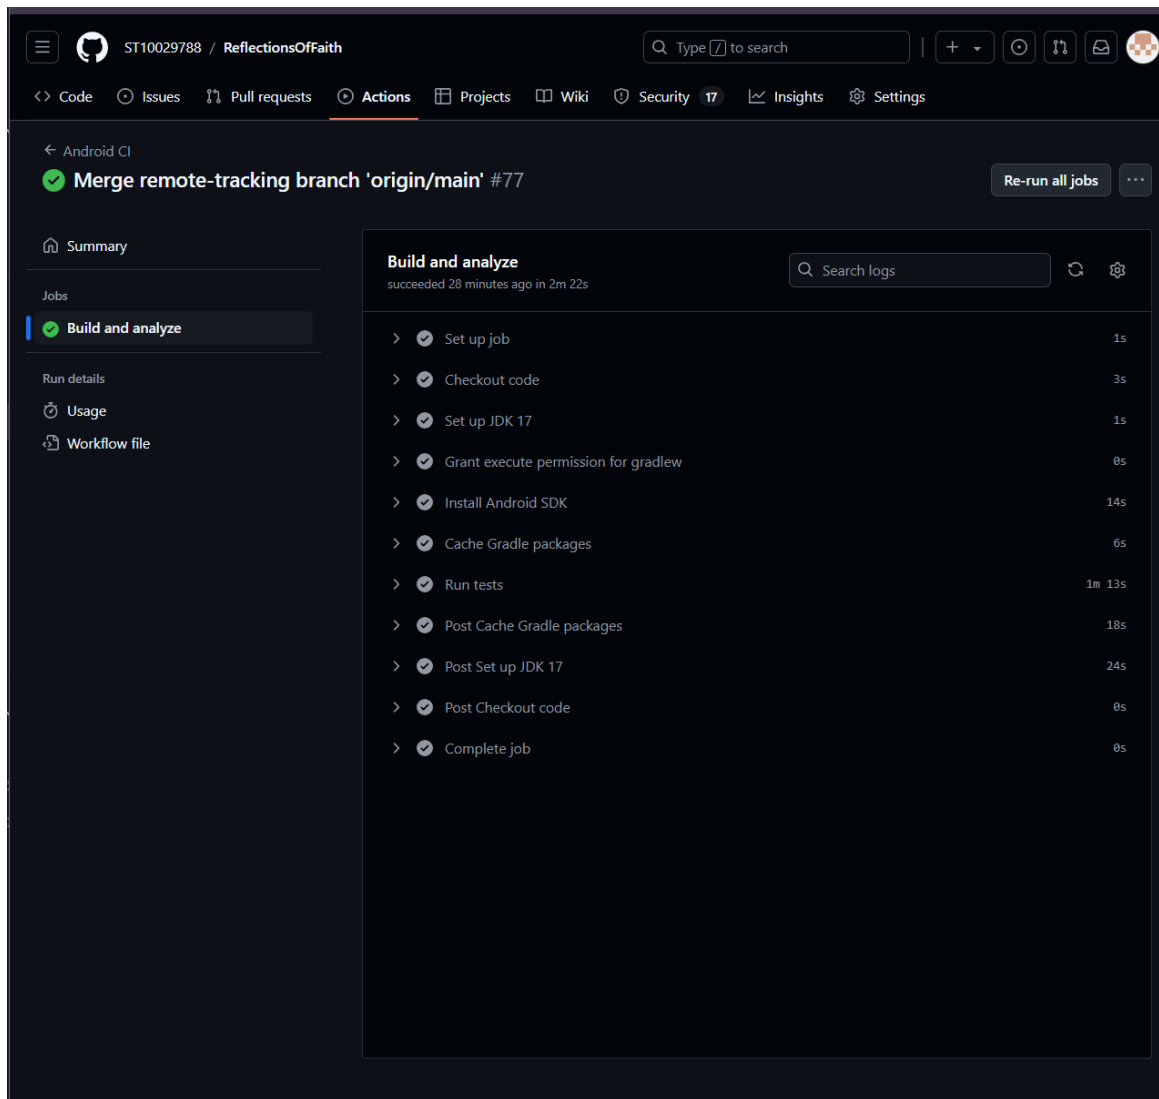 ST10029788 / ReflectionsOfFaith
Type / to search
Code
Issues
Pull requests
Actions
Projects
Wiki
Security 17
Insights
Settings
Android CI
Merge remote-tracking branch 'origin/main' #77
Re-run all jobs
Summary
Jobs
Build and analyze
Run details
Usage
Workflow file
Build and analyze
succeeded 28 minutes ago in 2m 22s
Search logs
Set up job 1s
Checkout code 3s
Set up JDK 17 1s
Grant execute permission for gradlew 0s
Install Android SDK 14s
Cache Gradle packages 6s
Run tests 1m 13s
Post Cache Gradle packages 18s
Post Set up JDK 17 24s
Post Checkout code 0s
Complete job 0s